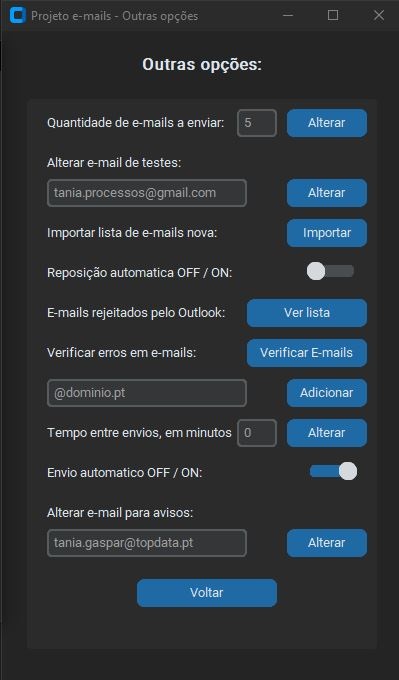 Projeto e-mails - Outras opções
Outras opções:
Quantidade de e-mails a enviar: 5 Alterar
Alterar e-mail de testes:
tania.processos@gmail.com Alterar
Importar lista de e-mails nova: Importar
Reposição automatica OFF / ON:
E-mails rejeitados pelo Outlook: Ver lista
Verificar erros em e-mails: Verificar E-mails
@dominio.pt Adicionar
Tempo entre envios, em minutos 0 Alterar
Envio automatico OFF / ON:
Alterar e-mail para avisos:
tania.gaspar@topdata.pt Alterar
Voltar